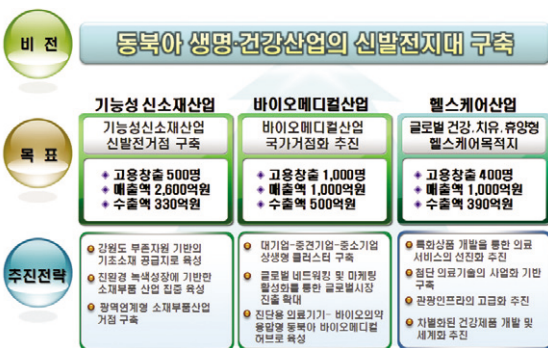 비 전
동북아 생명·건강산업의 신발전지대 구축
기능성 신소재산업
바이오메디컬산업
헬스케어산업
목 표
기능성신소재산업
신발전거점 구축
고용창출 500명
매출액 2,600억원
수출액 330억원
바이오메디컬산업
국가거점화 추진
고용창출 1,000명
매출액 1,000억원
수출액 500억원
글로벌 건강.치유.휴양형
헬스케어목적지
고용창출 400명
매출액 1,000억원
수출액 390억원
추진전략
강원도 부존자원 기반의
기초소재 공급지로 육성
친환경 녹색성장에 기반한
소재부품 산업 집중 육성
광역연계형 소재부품산업
거점 구축
대기업-중견기업-중소기업
상생형 클러스터 구축
글로벌 네트워킹 및 마케팅
활성화를 통한 글로벌시장
진출 확대
진단용 의료기기- 바이오의약
융합형 동북아 바이오메디컬
허브로 육성
특화상품 개발을 통한 의료
서비스의 선진화 추진
첨단 의료기술의 사업화 기반
구축
관광인프라의 고급화 추진
차별화된 건강제품 개발 및
세계화 추진